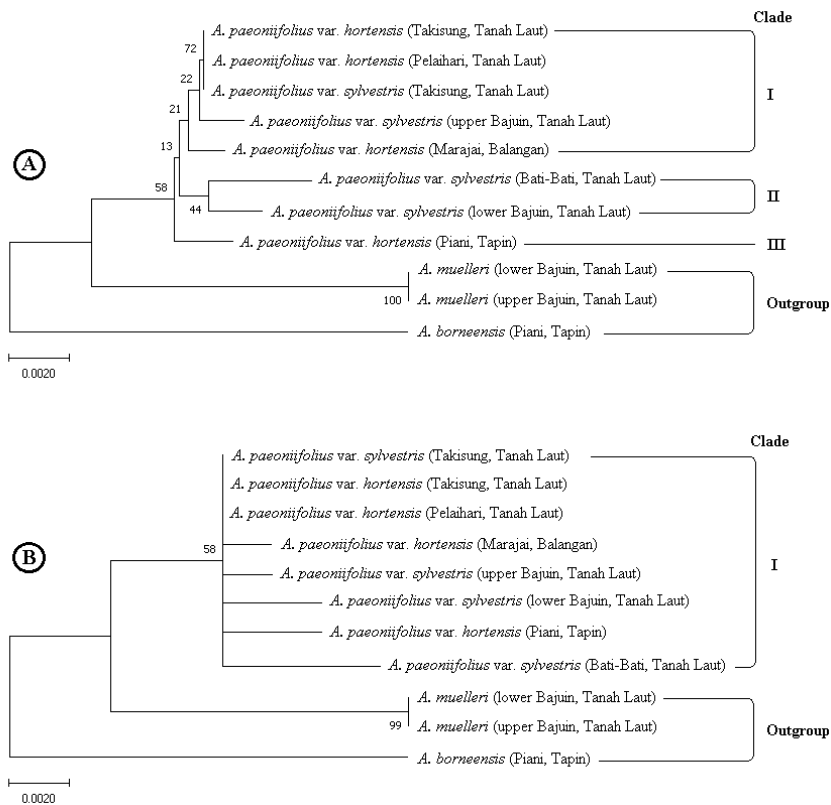 Clade
A. paeoniifolius var. hortensis (Takisung, Tanah Laut)
72
A. paeoniifolius var. hortensis (Pelaihari, Tanah Laut)
22
A. paeoniifolius var. sylvestris (Takisung, Tanah Laut)
I
21
A. paeoniifolius var. sylvestris (upper Bajuin, Tanah Laut)
13
A. paeoniifolius var. hortensis (Marajai, Balangan)
A
58
A. paeoniifolius var. sylvestris (Bati-Bati, Tanah Laut)
II
44
A. paeoniifolius var. sylvestris (lower Bajuin, Tanah Laut)
A. paeoniifolius var. hortensis (Piani, Tapin)
III
A. muelleri (lower Bajuin, Tanah Laut)
100
A. muelleri (upper Bajuin, Tanah Laut)
Outgroup
A. borneensis (Piani, Tapin)
0.0020
Clade
A. paeoniifolius var. sylvestris (Takisung, Tanah Laut)
A. paeoniifolius var. hortensis (Takisung, Tanah Laut)
A. paeoniifolius var. hortensis (Pelaihari, Tanah Laut)
58
A. paeoniifolius var. hortensis (Marajai, Balangan)
B
I
A. paeoniifolius var. sylvestris (upper Bajuin, Tanah Laut)
A. paeoniifolius var. sylvestris (lower Bajuin, Tanah Laut)
A. paeoniifolius var. hortensis (Piani, Tapin)
A. paeoniifolius var. sylvestris (Bati-Bati, Tanah Laut)
A. muelleri (lower Bajuin, Tanah Laut)
99
A. muelleri (upper Bajuin, Tanah Laut)
Outgroup
A. borneensis (Piani, Tapin)
0.0020